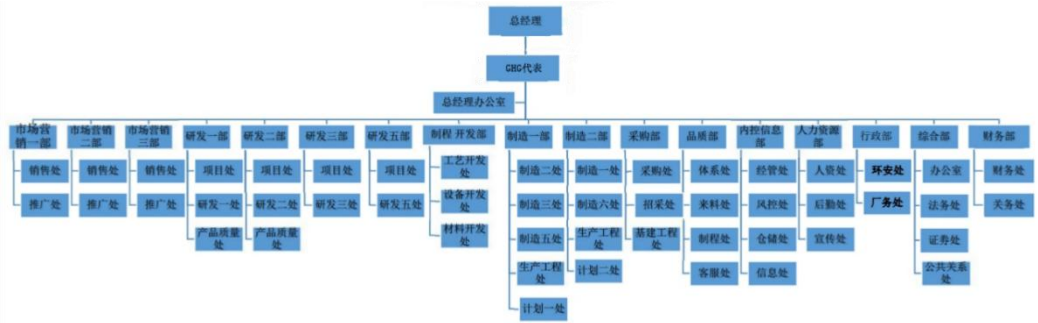 总经理
GHG代表
总经理办公室
市场营
销一部
市场营销
二部
市场营销
三部
研发一部
研发二部
研发三部
研发五部
制程 开发部
制造一部
制造二部
采购部
品质部
内控信息
部
人力资源
部
行政部
综合部
财务部
销售处
销售处
销售处
项目处
项目处
项目处
项目处
工艺开发
处
制造二处
制造一处
采购处
体系处
经管处
人资处
环安处
办公室
财务处
推广处
推广处
推广处
研发一处
研发二处
研发三处
研发五处
设备开发
处
制造三处
制造六处
招采处
来料处
风控处
后勤处
厂务处
法务处
关务处
产品质量
处
产品质量
处
材料开发
处
制造五处
生产工程
处
基建工程
处
制程处
仓储处
宣传处
证券处
生产工程
处
计划二处
客服处
信息处
公共关系
处
计划一处